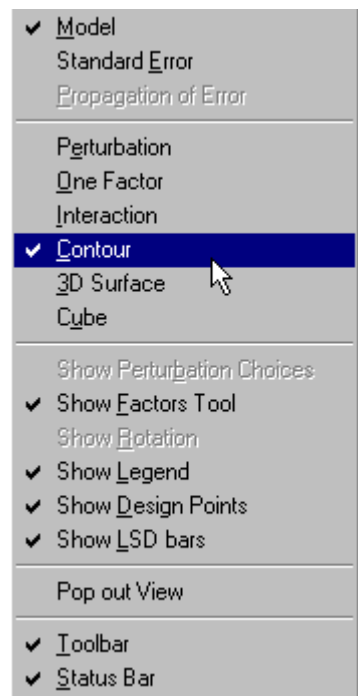 Model
Standard Error
Propagation of Error
Perturbation
One Factor
Interaction
Contour
3D Surface
Cube
Show Perturbation Choices
Show Factors Tool
Show Rotation
Show Legend
Show Design Points
Show LSD bars
Pop out View
Toolbar
Status Bar